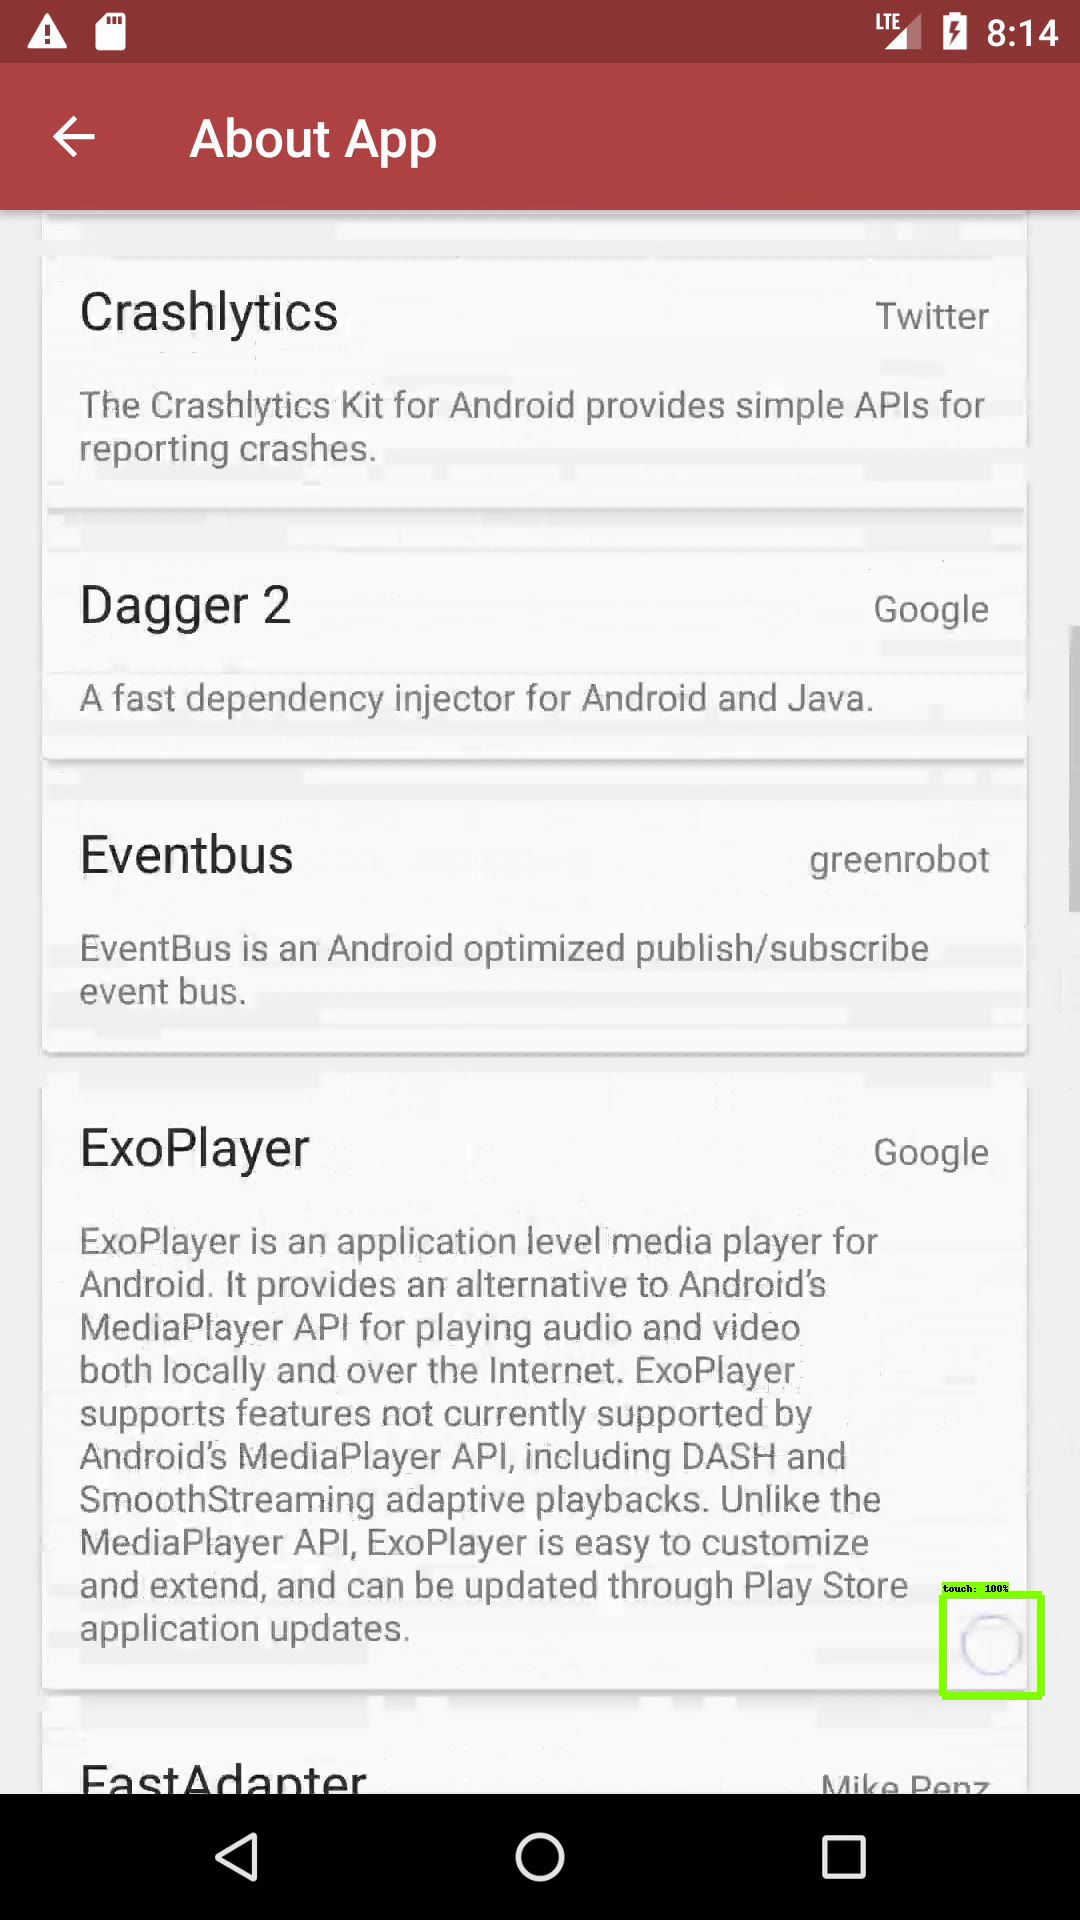 LTE 8:14
About App
Crashlytics Twitter
The Crashlytics Kit for Android provides simple APIs for
reporting crashes.
Dagger 2 Google
A fast dependency injector for Android and Java.
Eventbus greenrobot
EventBus is an Android optimized publish/subscribe
event bus.
ExoPlayer Google
ExoPlayer is an application level media player for
Android. It provides an alternative to Android's
MediaPlayer API for playing audio and video
both locally and over the Internet. ExoPlayer
supports features not currently supported by
Android's MediaPlayer API, including DASH and
SmoothStreaming adaptive playbacks. Unlike the
MediaPlayer API, ExoPlayer is easy to customize
and extend, and can be updated through Play Store
touch: 100%
application updates.
FastAdapter Mike Penz